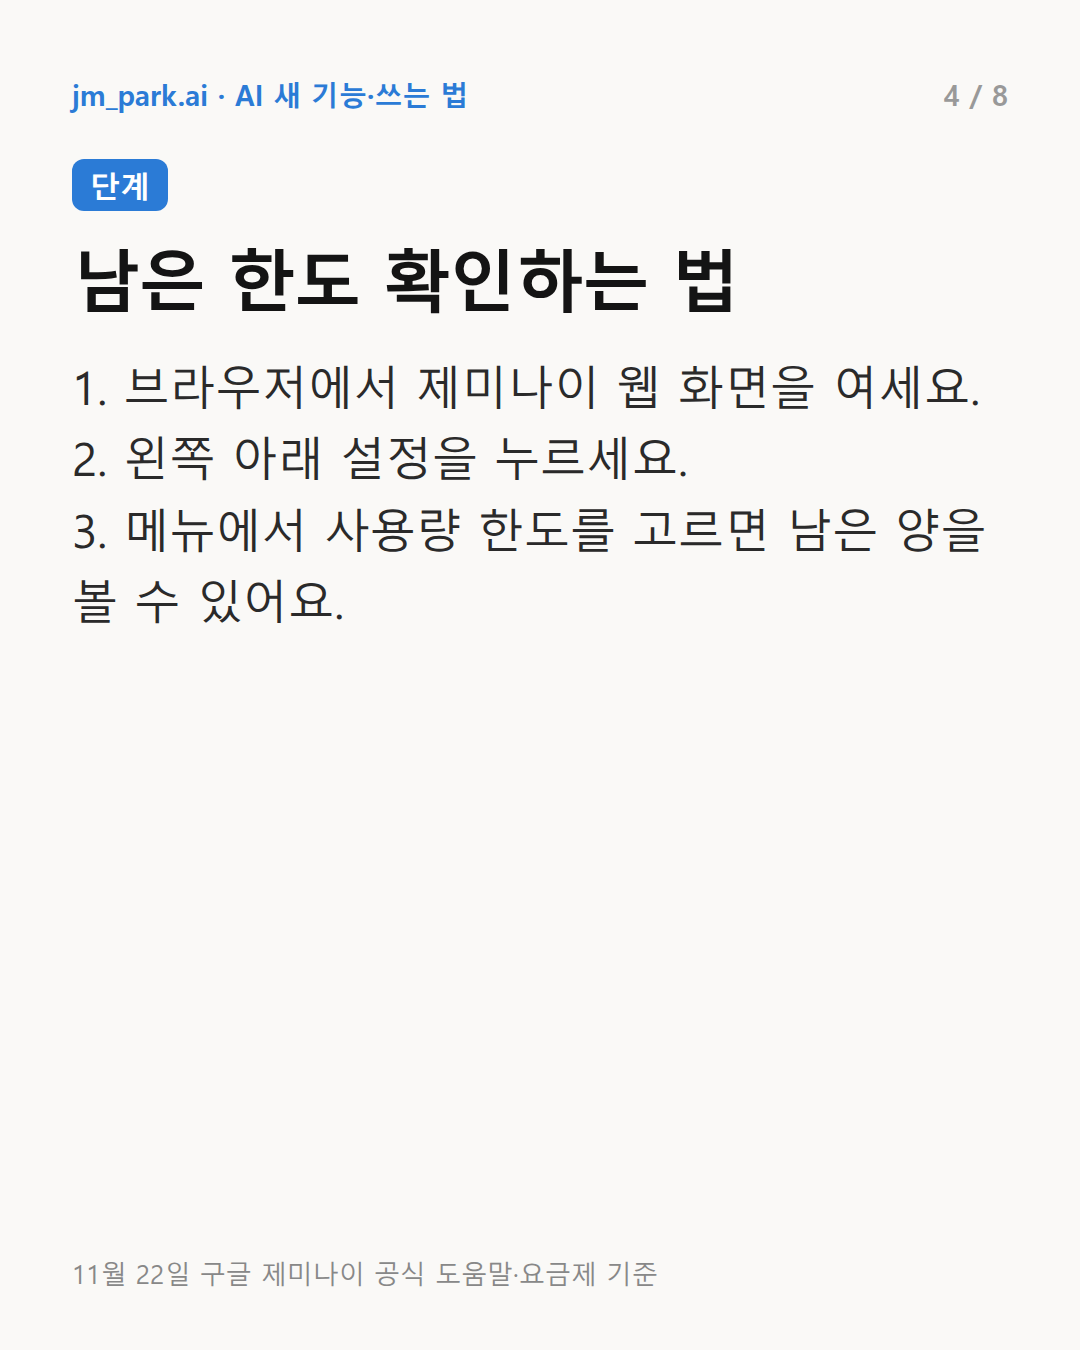 jm_park.ai · AI 새 기능·쓰는 법
4 / 8
단계
남은 한도 확인하는 법
1. 브라우저에서 제미나이 웹 화면을 여세요.
2. 왼쪽 아래 설정을 누르세요.
3. 메뉴에서 사용량 한도를 고르면 남은 양을
볼 수 있어요.
11월 22일 구글 제미나이 공식 도움말·요금제 기준